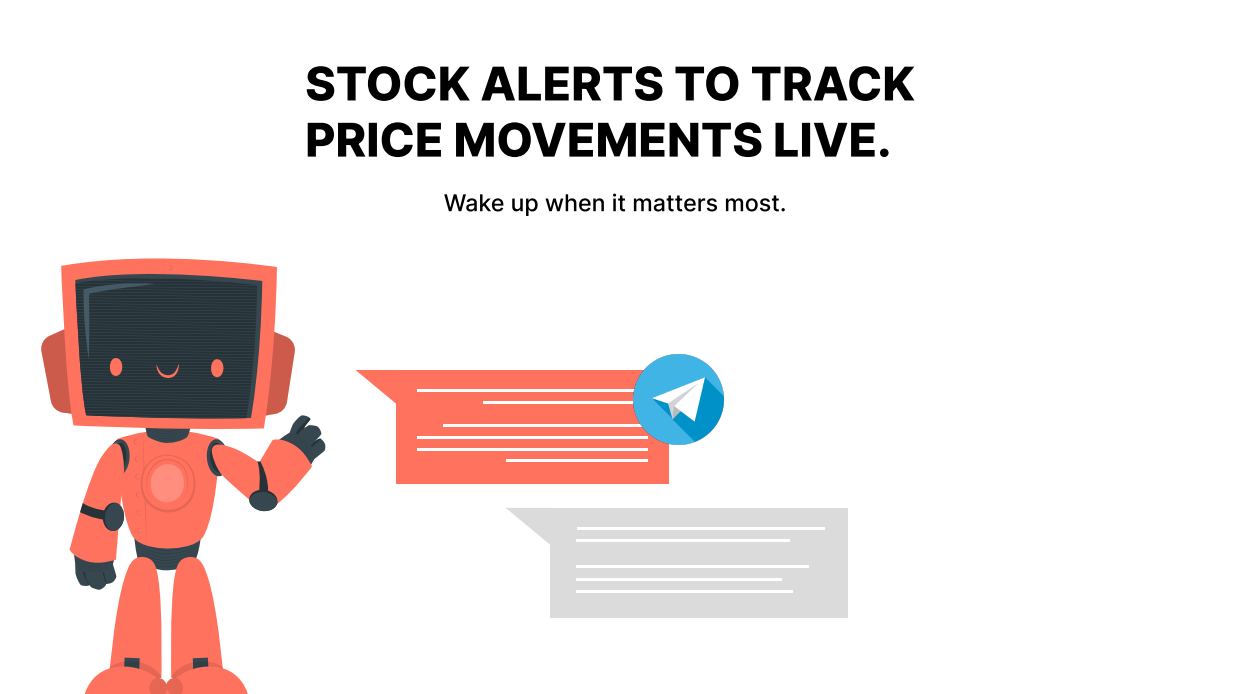 STOCK ALERTS TO TRACK
PRICE MOVEMENTS LIVE.
Wake up when it matters most.